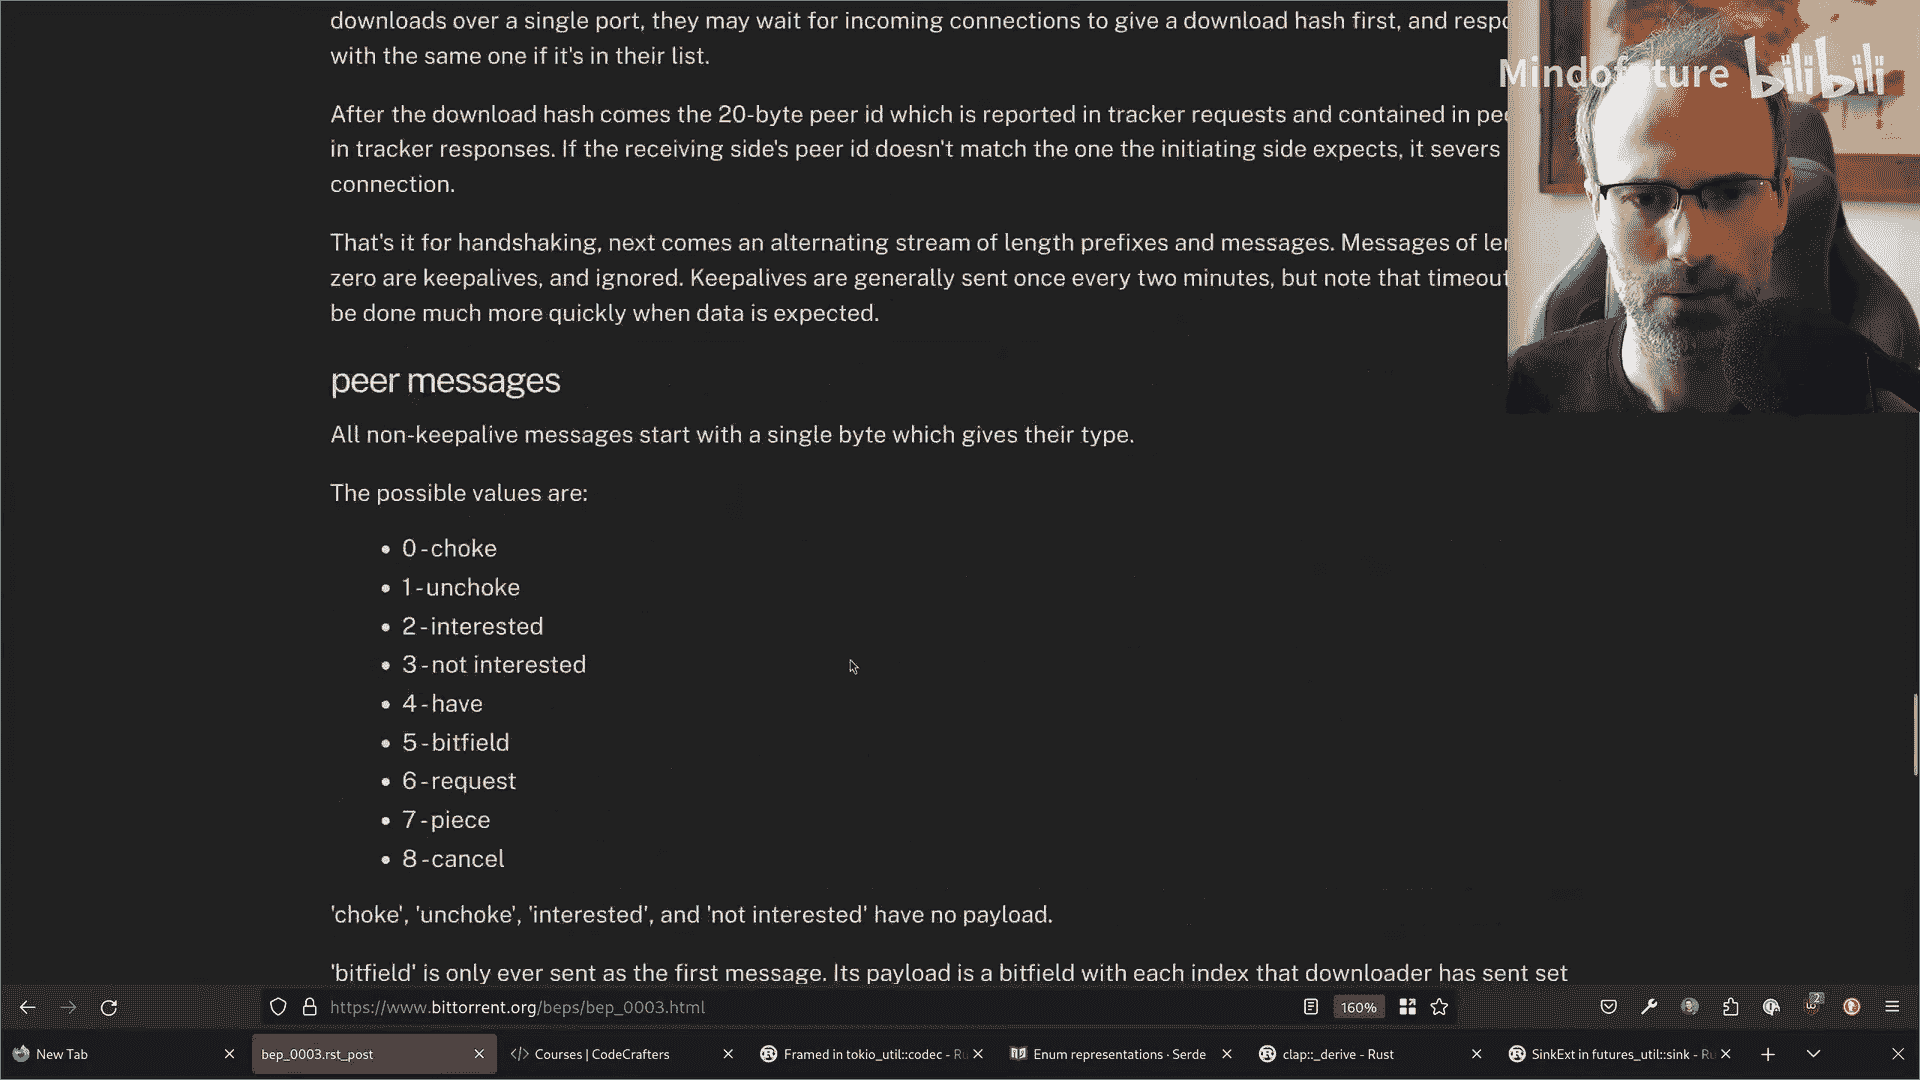 downloads over a single port, they may wait for incoming connections to give a download hash first, and respo
with the same one if it's in their list.
Mindof ture bilibili
After the download hash comes the 20-byte peer id which is reported in tracker requests and contained in pee
in tracker responses. If the receiving side's peer id doesn't match the one the initiating side expects, it severs
connection.
That's it for handshaking, next comes an alternating stream of length prefixes and messages. Messages of ler
zero are keepalives, and ignored. Keepalives are generally sent once every two minutes, but note that timeout
be done much more quickly when data is expected.
peer messages
All non-keepalive messages start with a single byte which gives their type.
The possible values are:
• 0 - choke
• 1 - unchoke
• 2 - interested
• 3 - not interested
• 4 - have
• 5 - bitfield
• 6 - request
• 7 - piece
• 8 - cancel
'choke', 'unchoke', 'interested', and 'not interested' have no payload.
'bitfield' is only ever sent as the first message. Its payload is a bitfield with each index that downloader has sent set
https://www.bittorrent.org/beps/bep_0003.html 160% 2
New Tab bep_0003.rst_post </> Courses | CodeCrafters Framed in tokio_util::codec - Ru Enum representations · Serde clap::_derive - Rust SinkExt in futures_util::sink - Ru